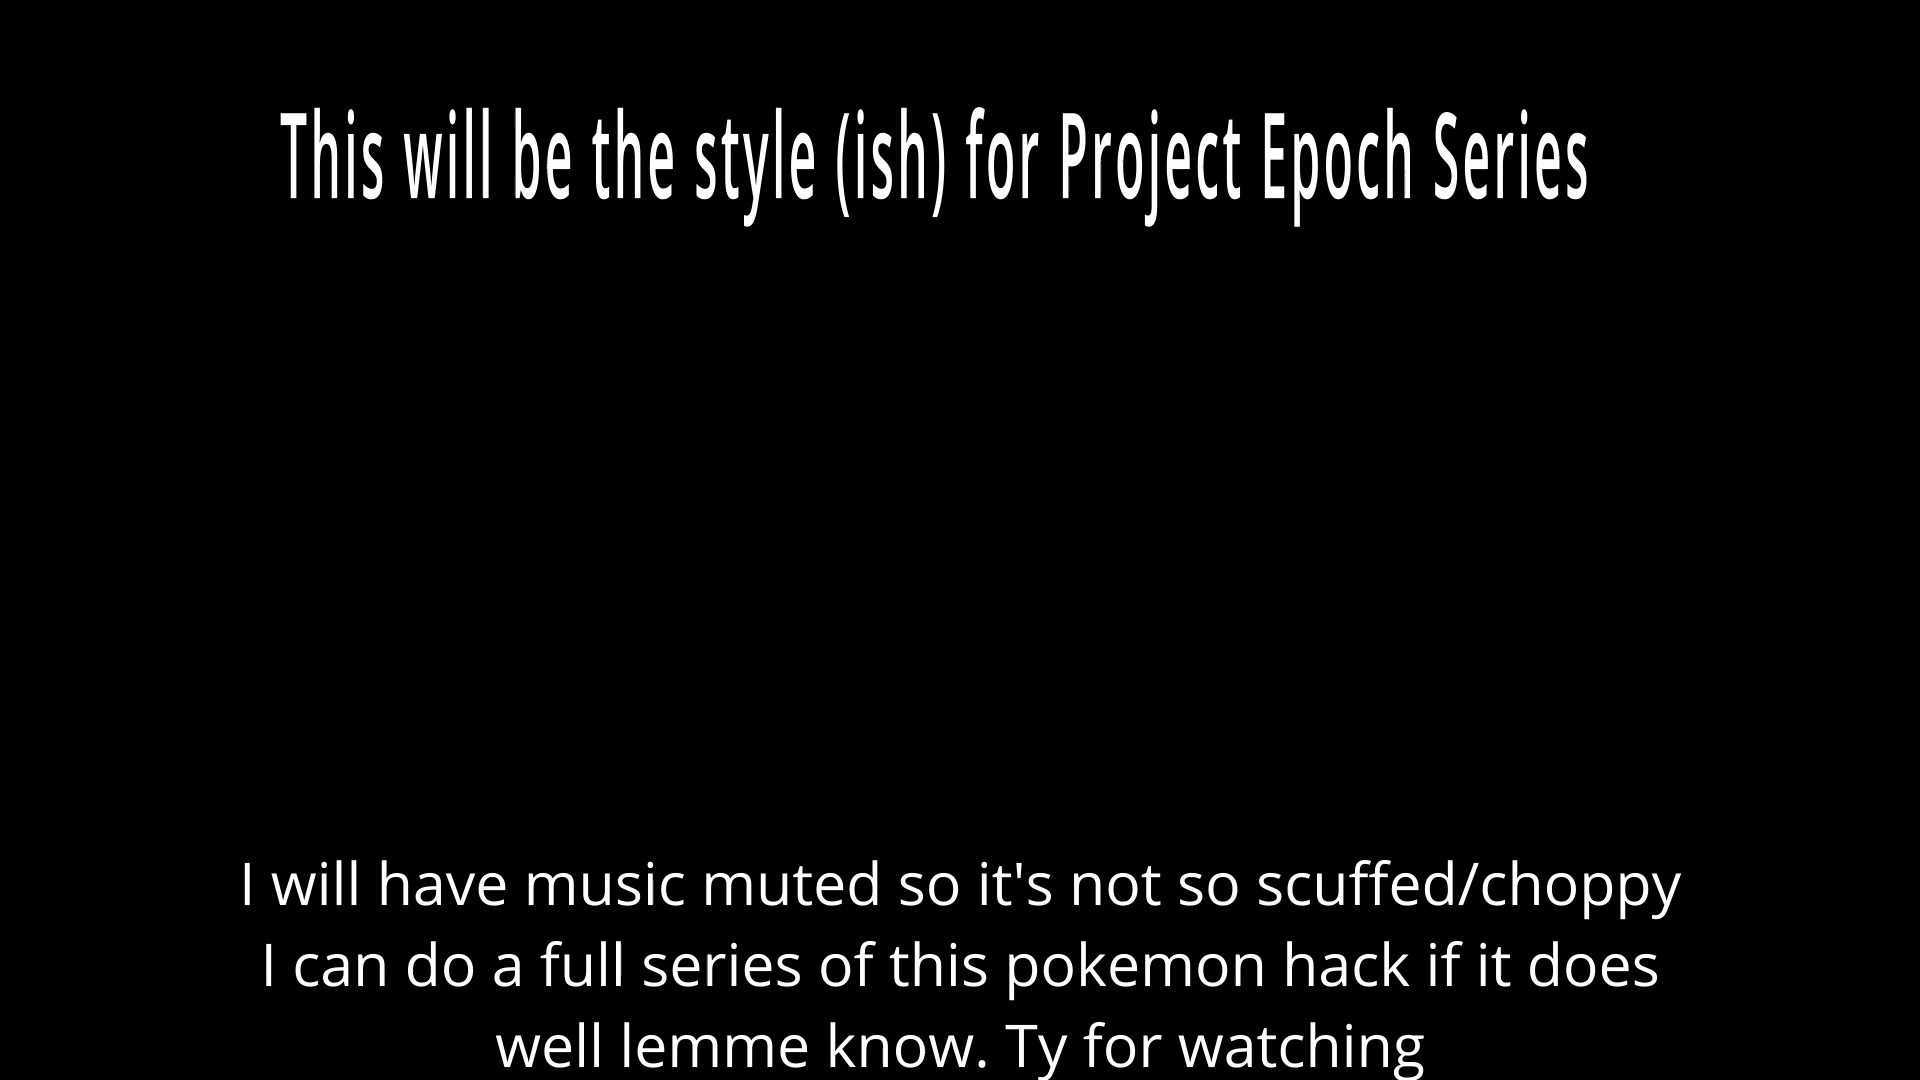 This will be the style (ish) for Project Epoch Series
I will have music muted so it's not so scuffed/choppy
I can do a full series of this pokemon hack if it does
well lemme know. Ty for watching